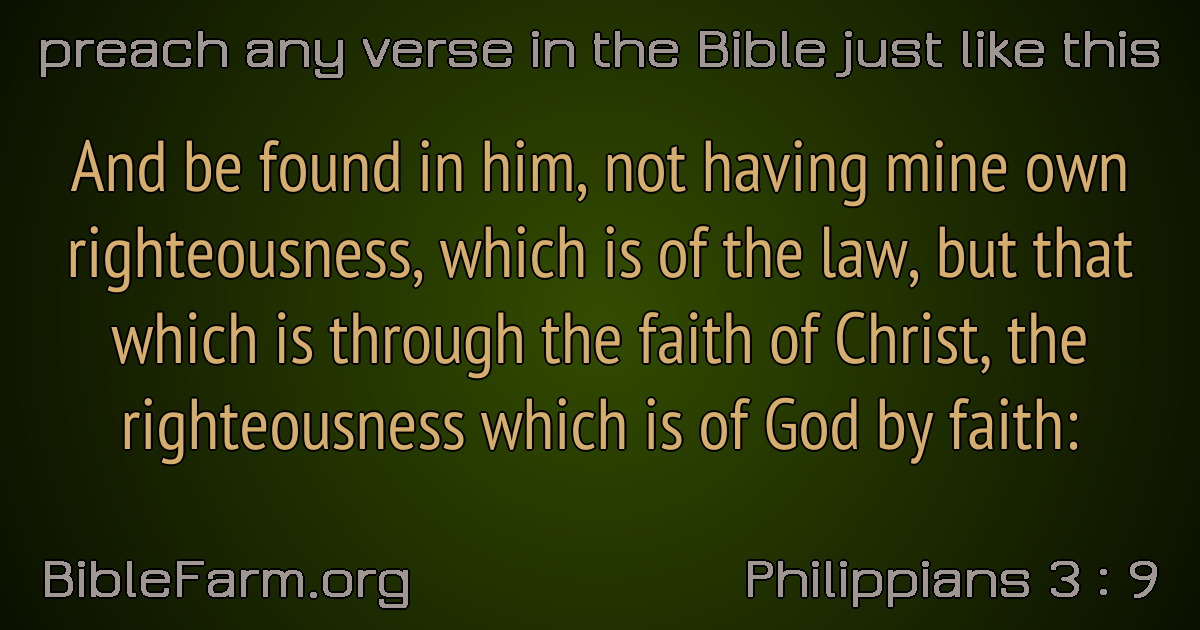 preach any verse in the Bible just like this
And be found in him, not having mine own
righteousness, which is of the law, but that
which is through the faith of Christ, the
righteousness which is of God by faith:
BibleFarm.org
Philippians 3 : 9